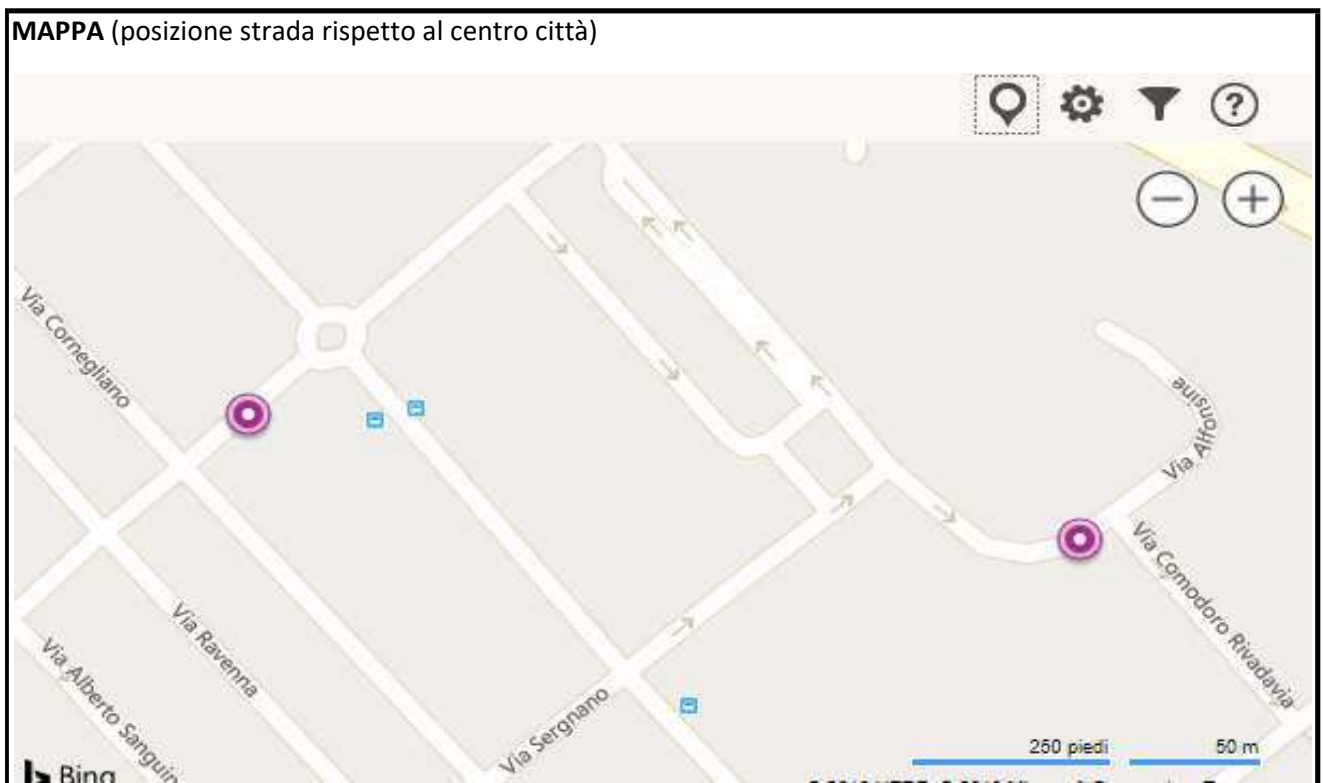 MAPPA (posizione strada rispetto al centro città)
Via Cornegliano
Via Alfonsine
Via Comodoro Rivadavia
Via Ravenna
Via Alberto Sanguin
Via Sergnano
250 piedi
50 m
Bing